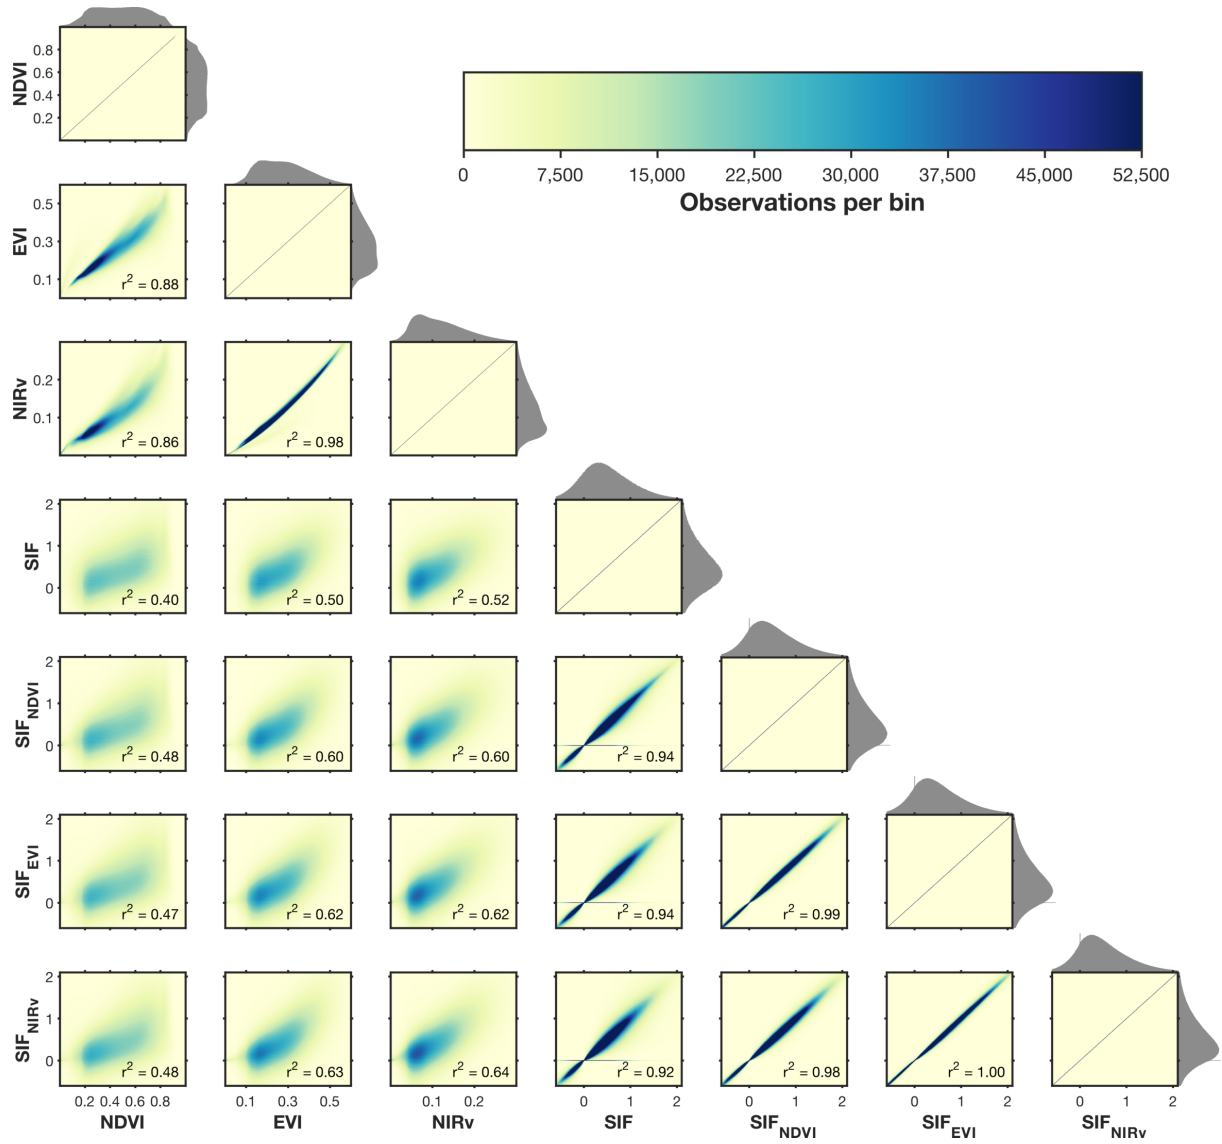 NDVI
0.8
0.6
0.4
0.2
0 7,500 15,000 22,500 30,000 37,500 45,000 52,500
Observations per bin
EVI
0.5
0.3
0.1
r² = 0.88
NIRv
0.2
0.1
r² = 0.86 r² = 0.98
SIF
2
1
0
r² = 0.40 r² = 0.50 r² = 0.52
SIF_NDVI
2
1
0
r² = 0.48 r² = 0.60 r² = 0.60 r² = 0.94
SIF_EVI
2
1
0
r² = 0.47 r² = 0.62 r² = 0.62 r² = 0.94 r² = 0.99
SIF_NIRv
2
1
0
r² = 0.48 r² = 0.63 r² = 0.64 r² = 0.92 r² = 0.98 r² = 1.00
0.2 0.4 0.6 0.8 0.1 0.3 0.5 0.1 0.2 0 1 2 0 1 2 0 1 2 0 1 2
NDVI EVI NIRv SIF SIF_NDVI SIF_EVI SIF_NIRv